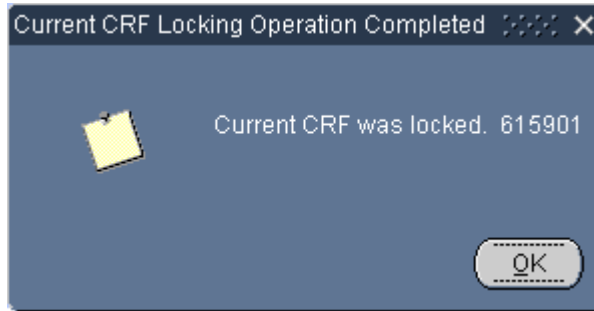 Current CRF Locking Operation Completed
Current CRF was locked. 615901
OK